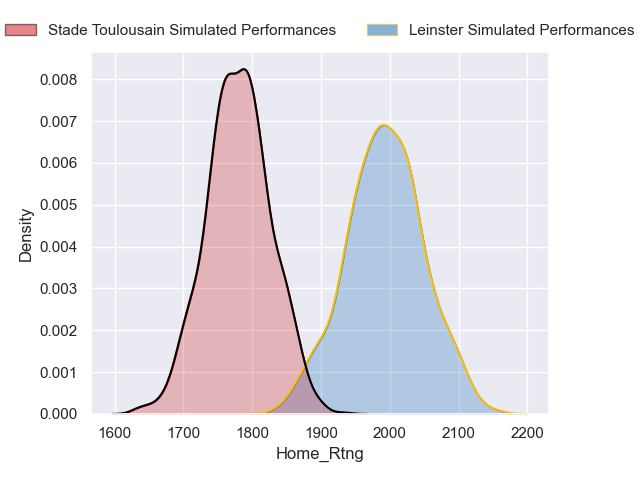 Stade Toulousain Simulated Performances
Leinster Simulated Performances
0.008
0.007
0.006
0.005
0.004
0.003
0.002
0.001
0.000
Density
1600 1700 1800 1900 2000 2100 2200
Home_Rtng